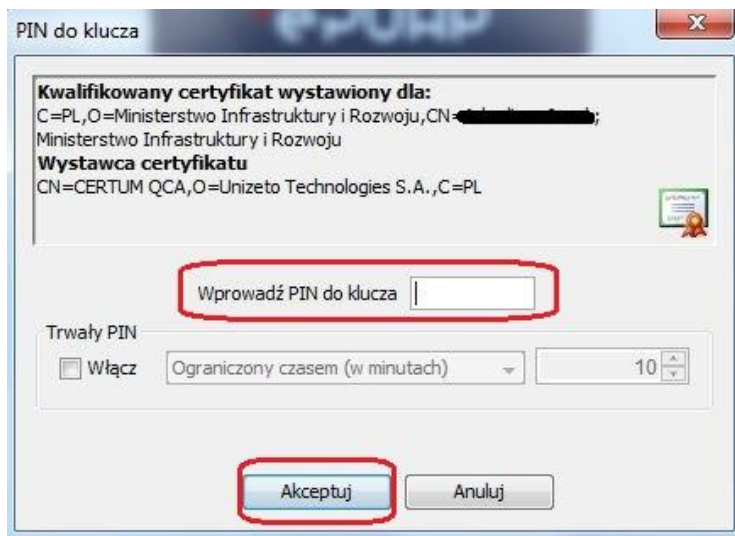 ePUAP
PIN do klucza
Kwalifikowany certyfikat wystawiony dla:
C=PL,O=Ministerstwo Infrastruktury i Rozwoju,CN=
Ministerstwo Infrastruktury i Rozwoju
Wystawca certyfikatu
CN=CERTUM QCA,O=Unizeto Technologies S.A.,C=PL
Wprowadź PIN do klucza
Trwały PIN
Włącz Ograniczony czasem (w minutach) 10
Akceptuj Anuluj